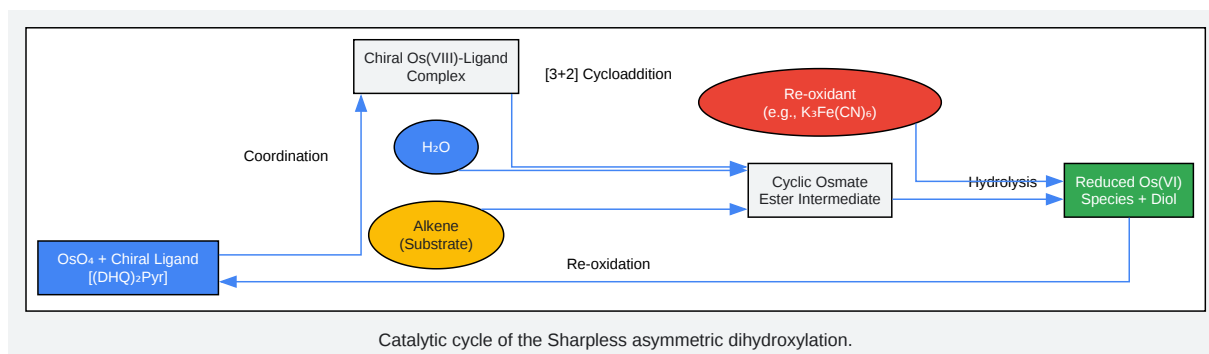 Chiral Os(VIII)-Ligand
Complex
[3+2] Cycloaddition
Re-oxidant
(e.g., K₃Fe(CN)₆)
H₂O
Coordination
Cyclic Osmate
Ester Intermediate
Hydrolysis
Reduced Os(VI)
Species + Diol
Alkene
(Substrate)
OsO₄ + Chiral Ligand
[(DHQ)₂Pyr]
Re-oxidation
Catalytic cycle of the Sharpless asymmetric dihydroxylation.